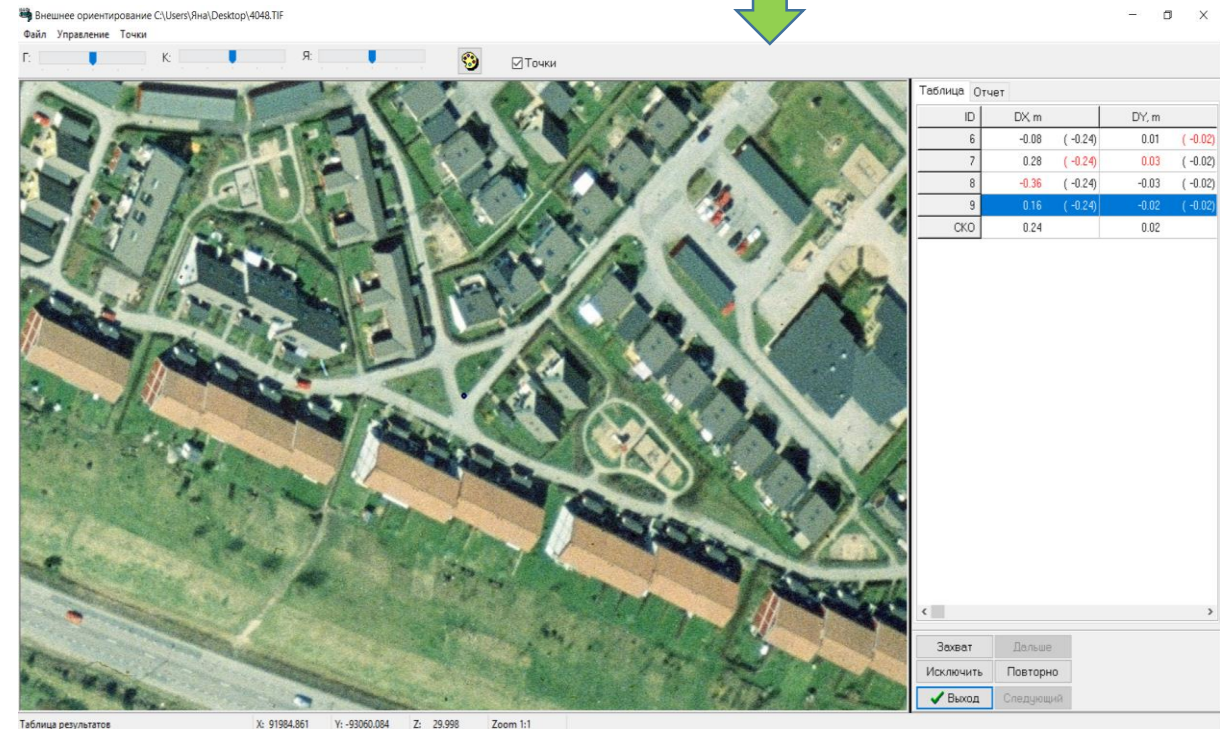 Внешнее ориентирование C:\Users\Яна\Desktop\4048.TIF
Файл Управление Точки
Г: К: Я: Точки
Таблица Отчет
ID DX, m DY, m
6 -0.08 ( -0.24) 0.01 ( -0.02)
7 0.28 ( -0.24) 0.03 ( -0.02)
8 -0.36 ( -0.24) -0.03 ( -0.02)
9 0.16 ( -0.24) -0.02 ( -0.02)
СКО 0.24 0.02
Захват Дальше
Исключить Повторно
Выход Следующий
Таблица результатов X: 91984.861 Y: -93060.084 Z: 29.998 Zoom 1:1